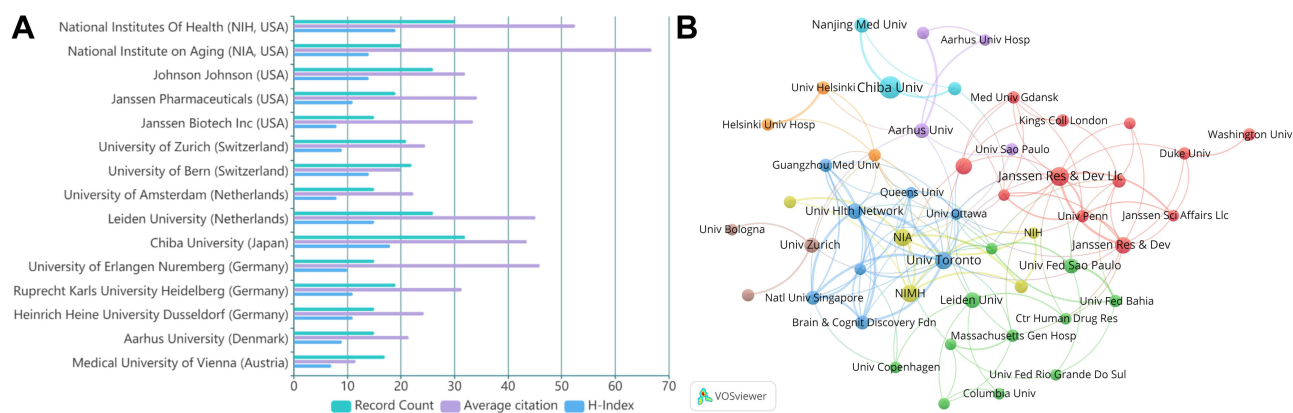 A
National Institutes Of Health (NIH, USA)
National Institute on Aging (NIA, USA)
Johnson Johnson (USA)
Janssen Pharmaceuticals (USA)
Janssen Biotech Inc (USA)
University of Zurich (Switzerland)
University of Bern (Switzerland)
University of Amsterdam (Netherlands)
Leiden University (Netherlands)
Chiba University (Japan)
University of Erlangen Nuremberg (Germany)
Ruprecht Karls University Heidelberg (Germany)
Heinrich Heine University Dusseldorf (Germany)
Aarhus University (Denmark)
Medical University of Vienna (Austria)
0 10 20 30 40 50 60 70
Record Count Average citation H-Index
B
Nanjing Med Univ
Aarhus Univ Hosp
Univ Helsinki
Chiba Univ
Med Univ Gdansk
Helsinki Univ Hosp
Aarhus Univ
Kings Coll London
Washington Univ
Univ Sao Paulo
Duke Univ
Guangzhou Med Univ
Janssen Res & Dev Llc
Queens Univ
Univ Hlth Network
Univ Ottawa
Univ Penn
Janssen Sci Affairs Llc
Univ Bologna
Univ Zurich
NIA
NIH
Janssen Res & Dev
Univ Toronto
Univ Fed Sao Paulo
Natl Univ Singapore
NIMH
Leiden Univ
Univ Fed Bahia
Brain & Cognit Discovery Fdn
Ctr Human Drug Res
Massachusetts Gen Hosp
Univ Copenhagen
Univ Fed Rio Grande Do Sul
Columbia Univ
VOSviewer